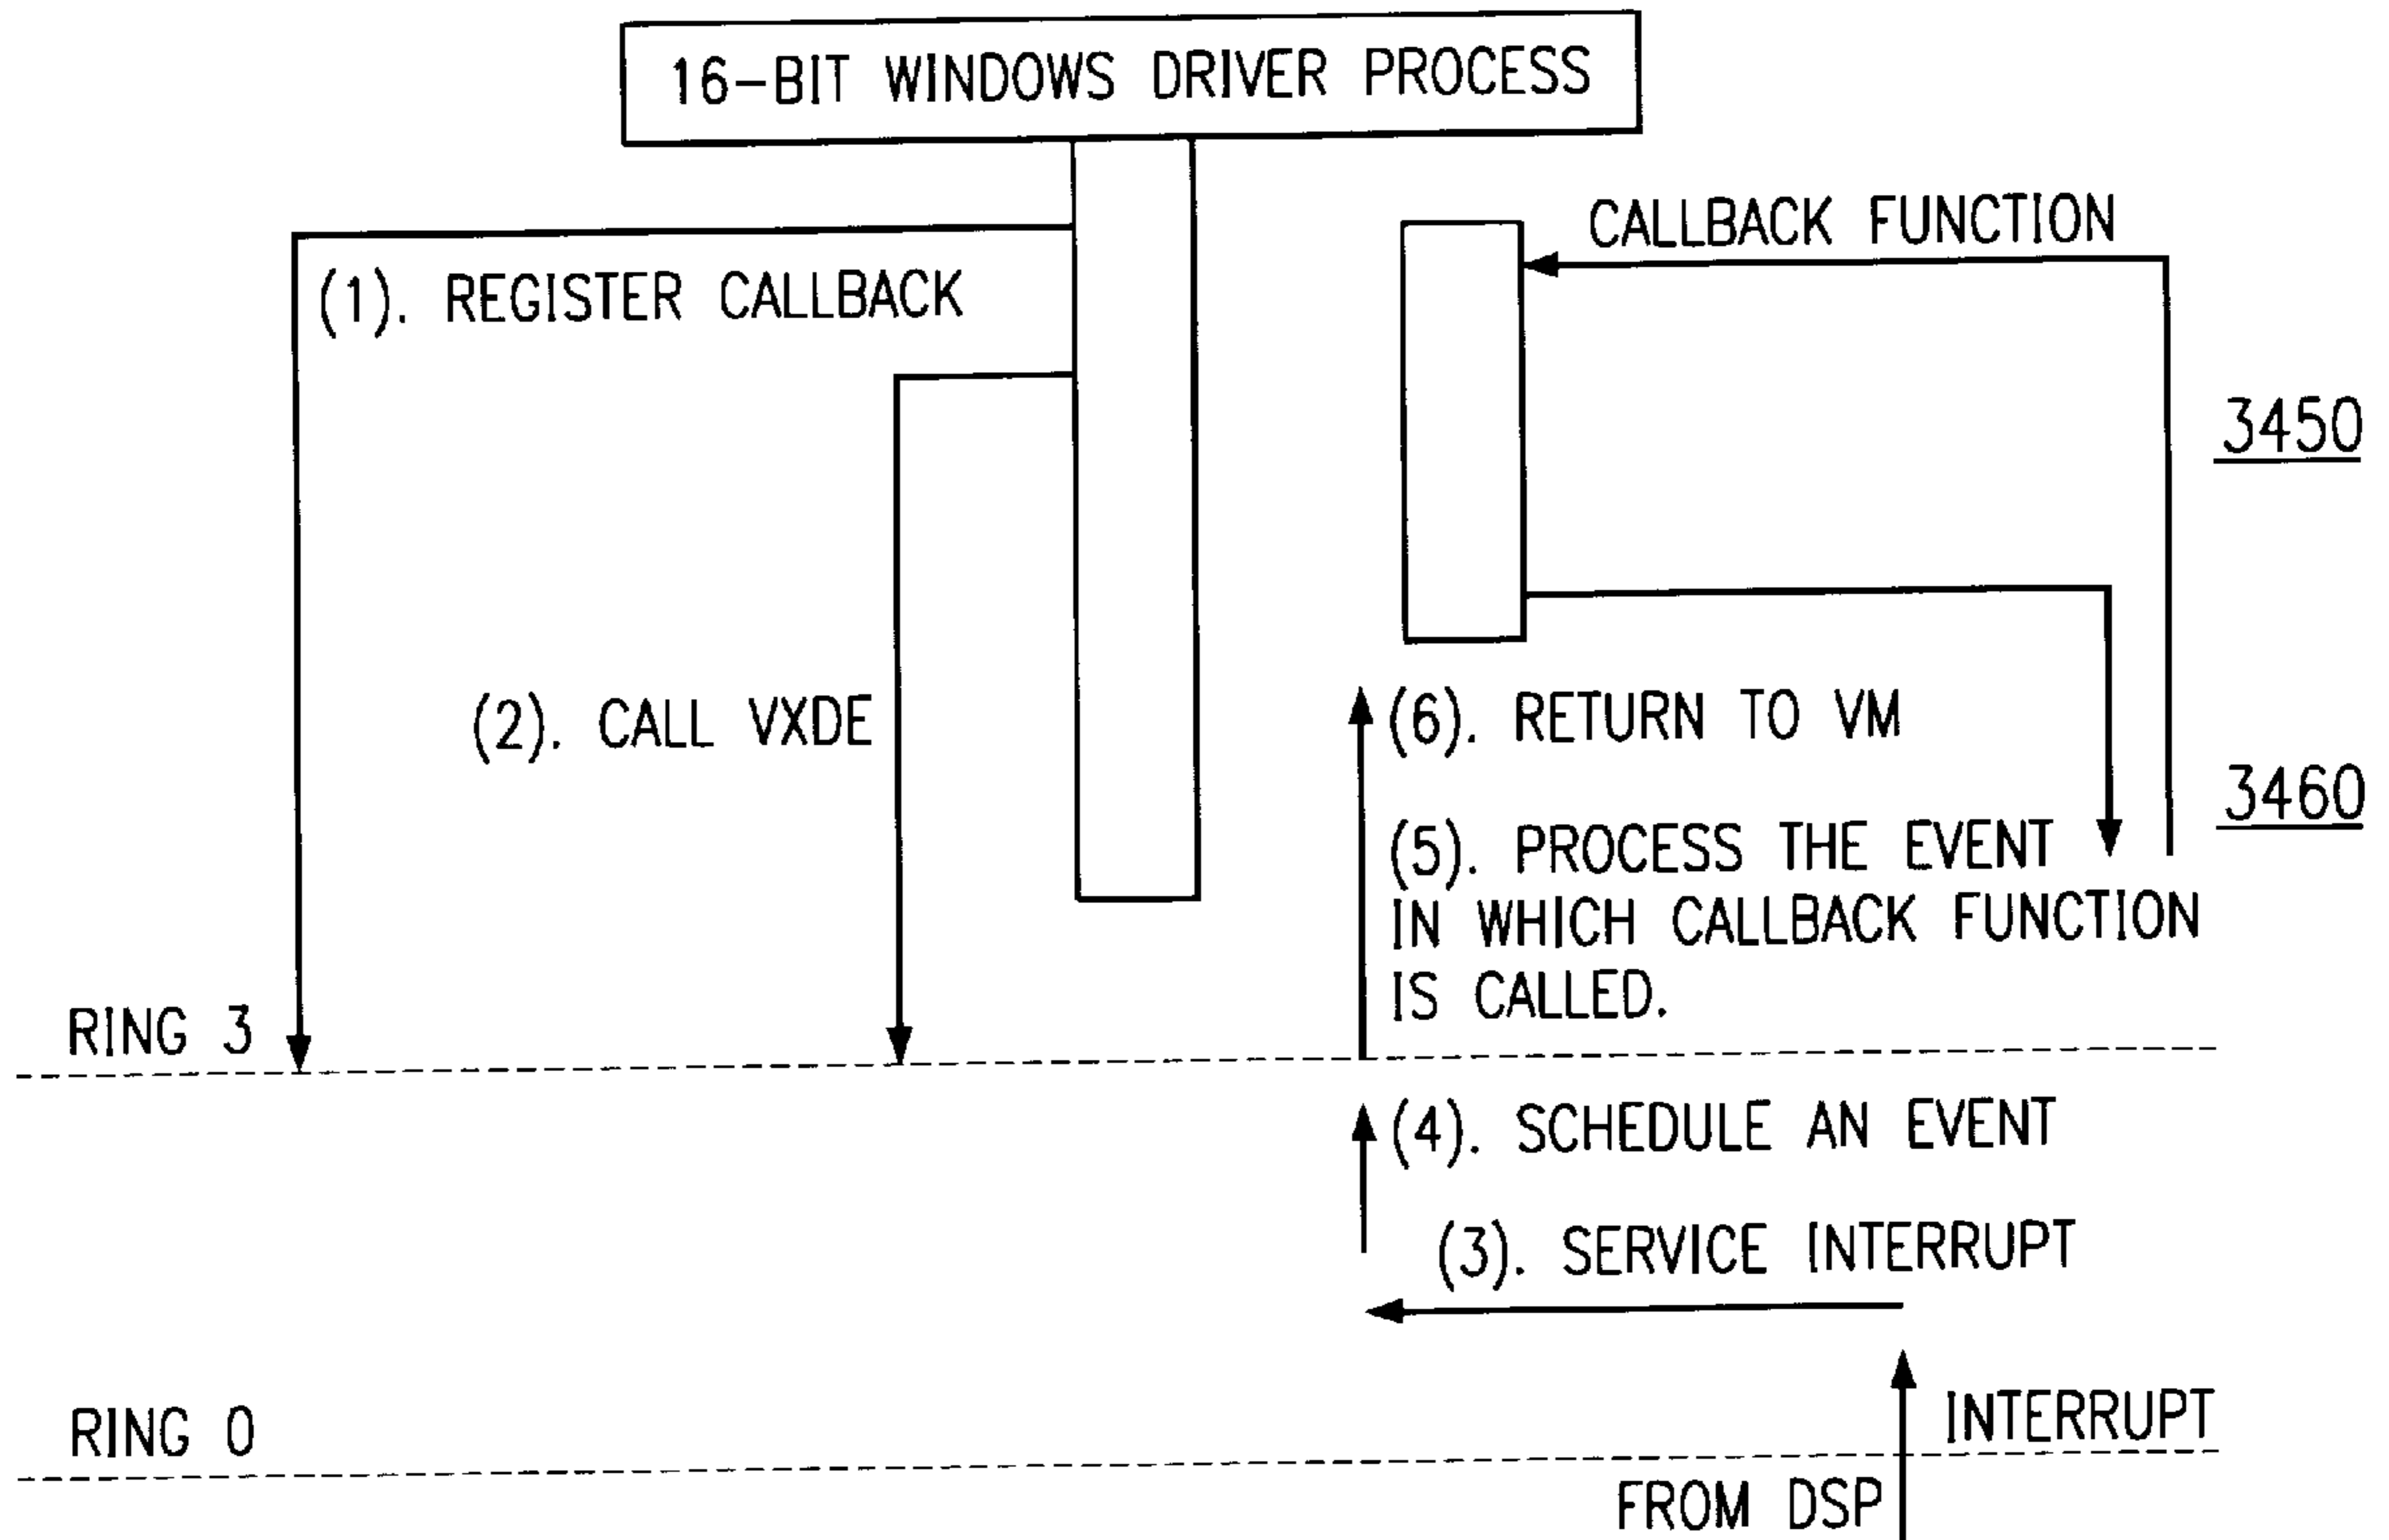 16-BIT WINDOWS DRIVER PROCESS
CALLBACK FUNCTION
(1). REGISTER CALLBACK
3450
(2). CALL VXDE
(6). RETURN TO VM
3460
(5). PROCESS THE EVENT
IN WHICH CALLBACK FUNCTION
IS CALLED.
RING 3
(4). SCHEDULE AN EVENT
(3). SERVICE INTERRUPT
RING 0
INTERRUPT
FROM DSP